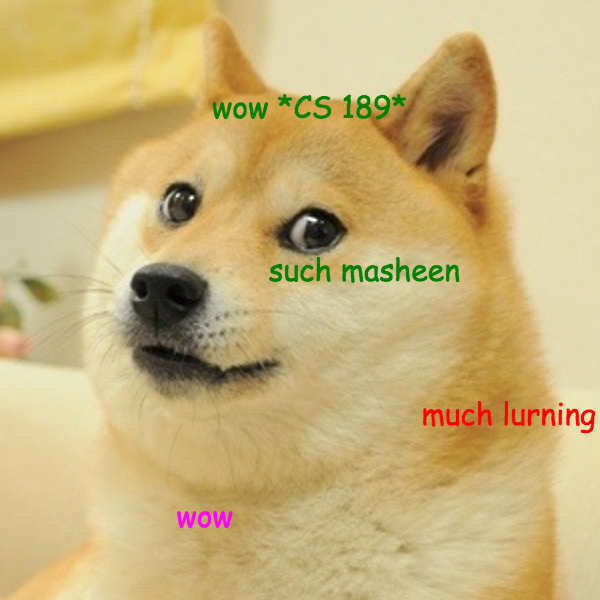 wow *CS 189*
such masheen
much lurning
wow